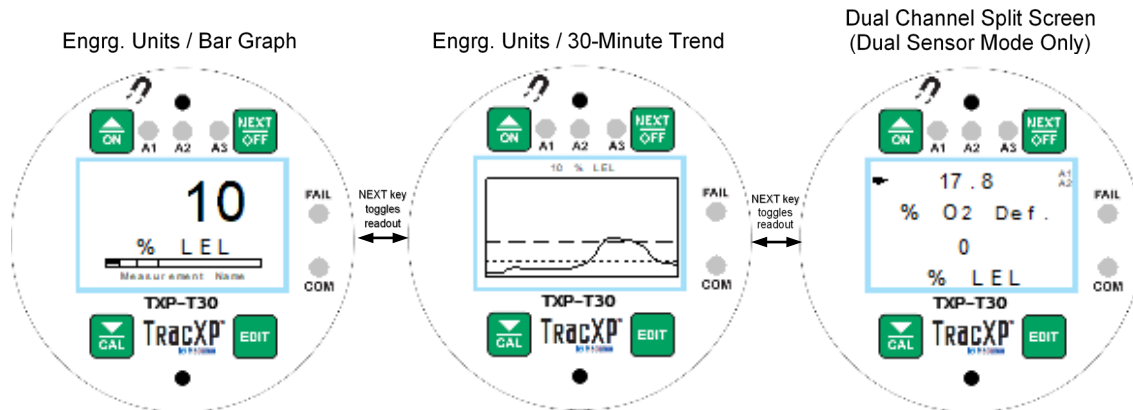 Engrg. Units / Bar Graph
ON
A1 A2 A3
NEXT
OFF
10
% LEL
Measurement Name
FAIL
COM
TXP-T30
CAL
TRACXP™
EDIT
NEXT key
toggles
readout
Engrg. Units / 30-Minute Trend
ON
A1 A2 A3
NEXT
OFF
10 % LEL
FAIL
COM
TXP-T30
CAL
TRACXP™
EDIT
NEXT key
toggles
readout
Dual Channel Split Screen
(Dual Sensor Mode Only)
ON
A1 A2 A3
NEXT
OFF
17.8
A1
A2
% O2 Def.
0
% LEL
FAIL
COM
TXP-T30
CAL
TRACXP™
EDIT